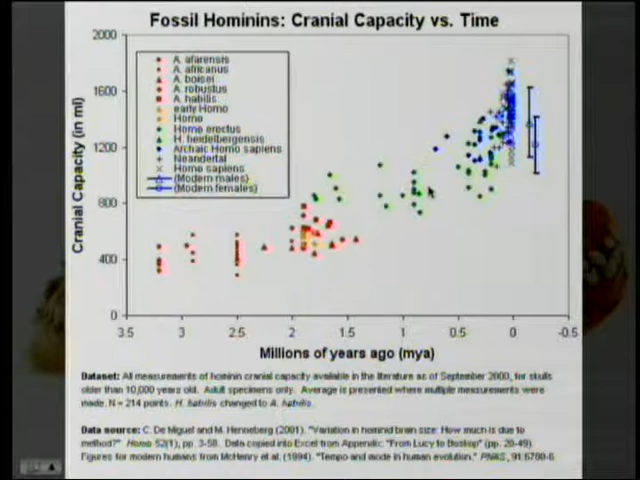 Fossil Hominins: Cranial Capacity vs. Time
Cranial Capacity (in ml)
2000
1600
1200
800
400
0
A. afarensis
A. africanus
A. boisei
A. robustus
A. habilis
early Homo
Homo
Homo erectus
H. heidelbergensis
Archaic Homo sapiens
Neandertal
Homo sapiens
(Modern males)
(Modern females)
3.5 3 2.5 2 1.5 1 0.5 0 -0.5
Millions of years ago (mya)
Dataset: All measurements of hominin cranial capacity available in the literature as of September 2000, for skulls
older than 10,000 years old. Adult specimens only. Average is presented where multiple measurements were
made. N = 214 points. H. habilis changed to A. habilis.
Data source: C. De Miguel and M. Henneberg (2001). "Variation in hominid brain size: How much is due to
method?" Homo 52(1), pp. 3-58. Data copied into Excel from Appendix: "From Lucy to Boskop" (pp. 20-49).
Figures for modern humans from McHenry et al. (1994). "Tempo and mode in human evolution." PNAS, 91:6780-6.